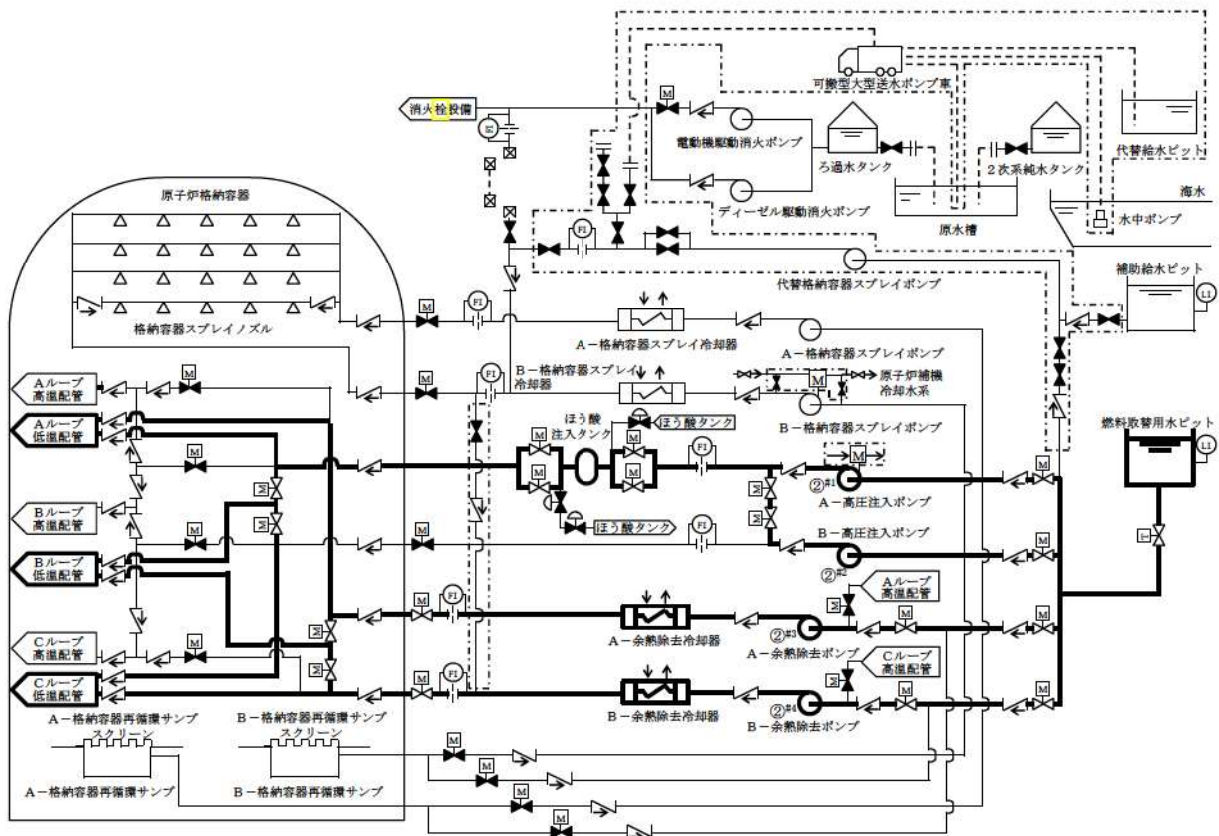 可搬型大型送水ポンプ車
消火栓設備
M
FI
電動機駆動消火ポンプ
ろ過水タンク
2次系純水タンク
代替給水ピット
海水
ディーゼル駆動消火ポンプ
原水槽
水中ポンプ
原子炉格納容器
FI
代替格納容器スプレイポンプ
補助給水ピット
LI
格納容器スプレイノズル
M
FI
A-格納容器スプレイ冷却器
A-格納容器スプレイポンプ
B-格納容器スプレイ
冷却器
M
FI
M
原子炉補機
冷却水系
B-格納容器スプレイポンプ
Aループ
高温配管
M
Aループ
低温配管
ほう酸
注入タンク
M
M
M
M
ほう酸タンク
FI
M
②#1
A-高圧注入ポンプ
M
燃料取替用水ピット
LI
M
M
M
M
M
ほう酸タンク
Bループ
高温配管
M
M
FI
B-高圧注入ポンプ
②#2
M
T
Bループ
低温配管
Aループ
高温配管
M
FI
A-余熱除去冷却器
②#3
A-余熱除去ポンプ
M
M
M
M
M
Cループ
高温配管
M
Cループ
高温配管
Cループ
低温配管
M
FI
B-余熱除去冷却器
②#4
B-余熱除去ポンプ
M
M
M
A-格納容器再循環サンプ
スクリーン
B-格納容器再循環サンプ
スクリーン
M
M
A-格納容器再循環サンプ
B-格納容器再循環サンプ
M
M